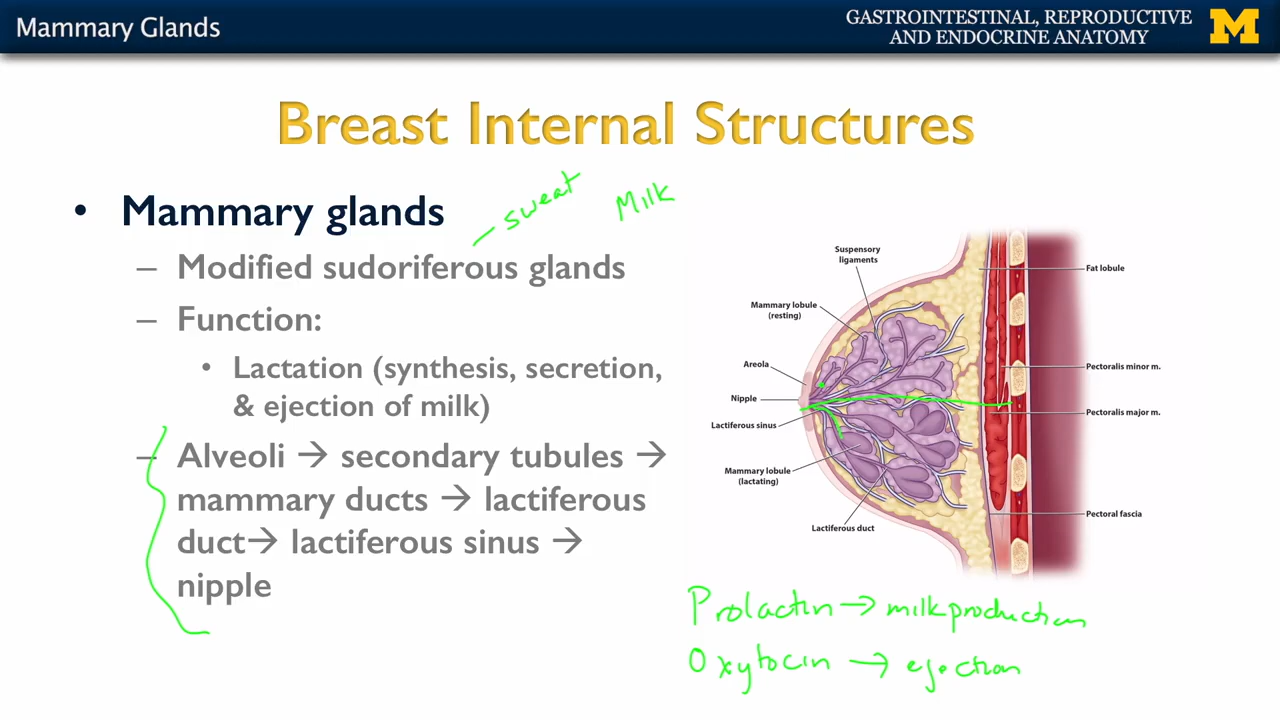 Mammary Glands
GASTROINTESTINAL, REPRODUCTIVE
AND ENDOCRINE ANATOMY
M
Breast Internal Structures
• Mammary glands
sweat
Milk
– Modified sudoriferous glands
– Function:
• Lactation (synthesis, secretion,
& ejection of milk)
– Alveoli → secondary tubules →
mammary ducts → lactiferous
duct→ lactiferous sinus →
nipple
Suspensory
ligaments
Mammary lobule
(resting)
Areola
Nipple
Lactiferous sinus
Mammary lobule
(lactating)
Lactiferous duct
Fat lobule
Pectoralis minor m.
Pectoralis major m.
Pectoral fascia
Prolactin → milk production
Oxytocin → ejection